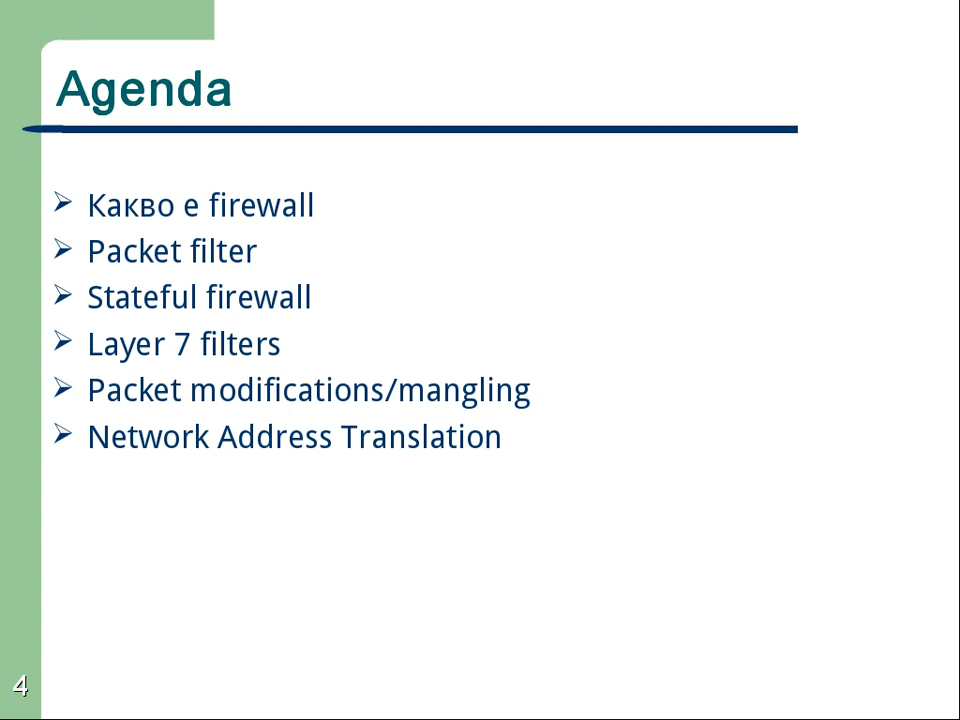 Agenda
Какво е firewall
Packet filter
Stateful firewall
Layer 7 filters
Packet modifications/mangling
Network Address Translation
4